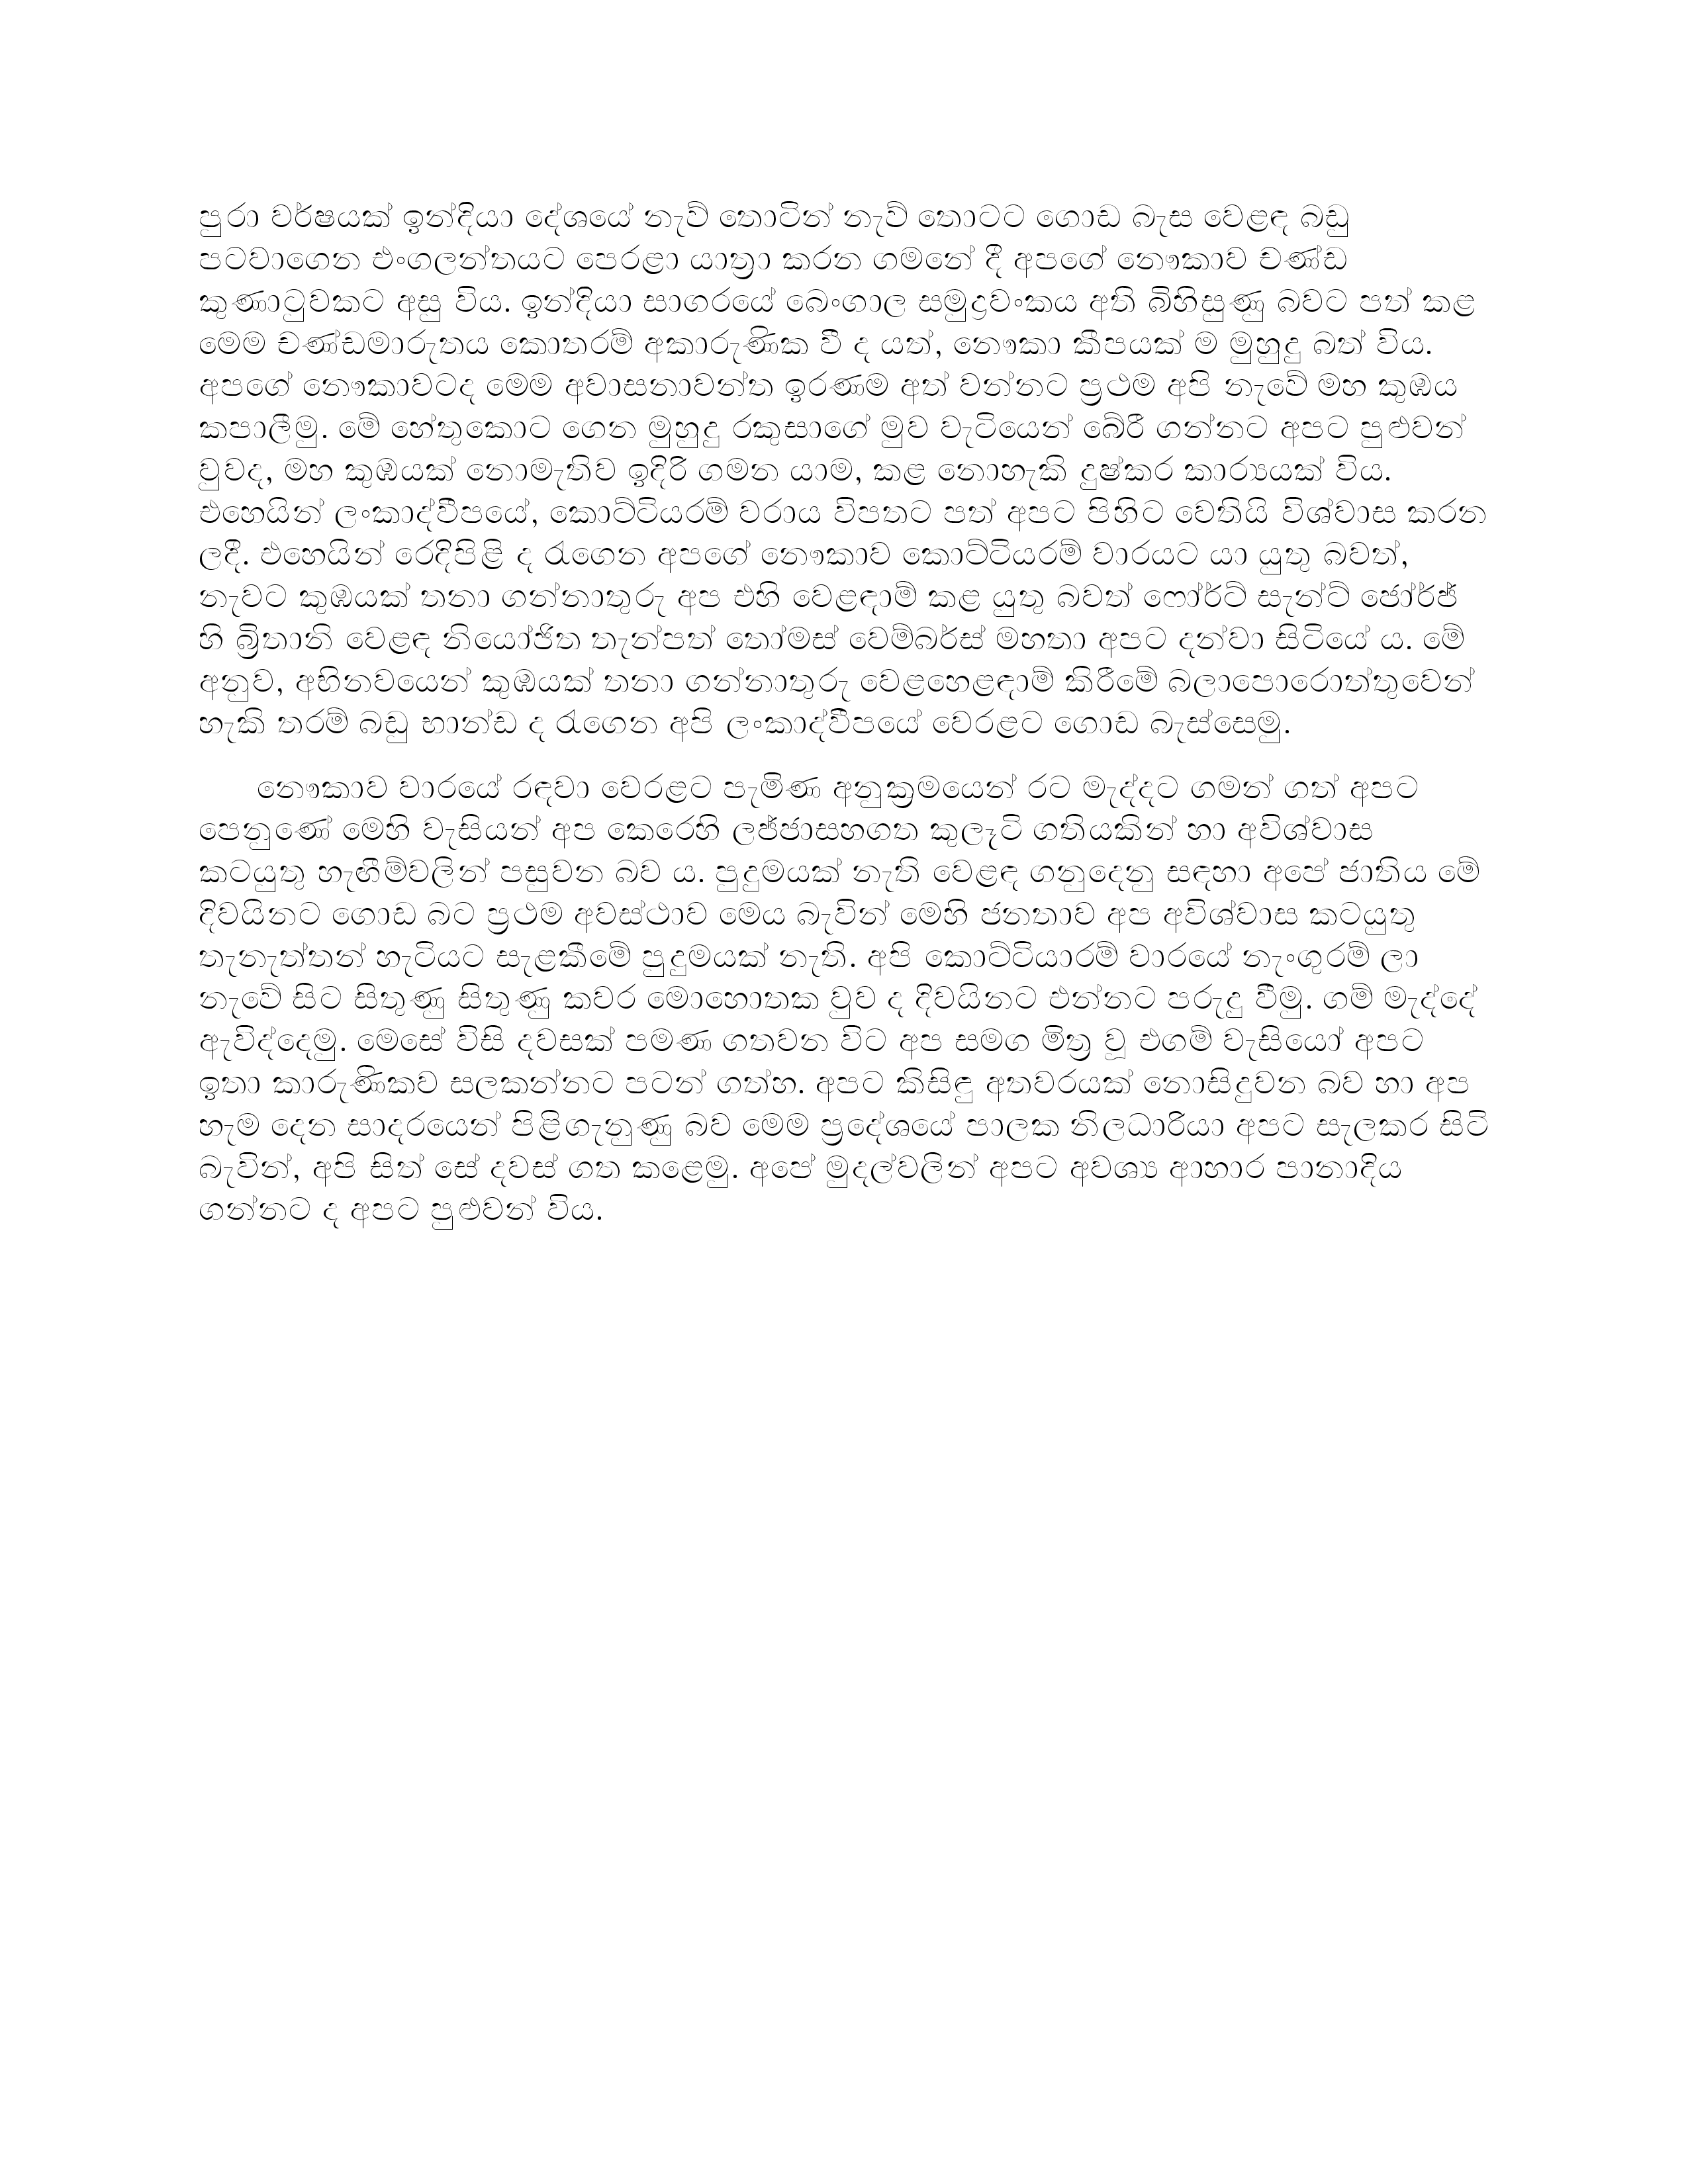 පුරා වර්ෂයක් ඉන්දියා දේශයේ නැව් තොටින් නැව් තොටට ගොඩ බැස වෙළඳ බඩු
පටවාගෙන එංගලන්තයට පෙරළා යාත්‍රා කරන ගමනේ දී අපගේ නෞකාව චණ්ඩ
කුණාටුවකට අසු විය. ඉන්දියා සාගරයේ බෙංගාල සමුද්‍රවංකය අති බිහිසුණු බවට පත් කළ
මෙම චණ්ඩමාරුතය කොතරම් අකාරුණික වී ද යත්, නෞකා කීපයක් ම මුහුදු බත් විය.
අපගේ නෞකාවටද මෙම අවාසනාවන්ත ඉරණම අත් වන්නට ප්‍රථම අපි නැවේ මහ කුඹය
කපාලීමු. මේ හේතුකොට ගෙන මුහුදු රකුසාගේ මුව වැටියෙන් බේරී ගන්නට අපට පුළුවන්
වුවද, මහ කුඹයක් නොමැතිව ඉදිරි ගමන යාම, කළ නොහැකි දුෂ්කර කාර්‍යයක් විය.
එහෙයින් ලංකාද්වීපයේ, කොට්ටියරම් වරාය විපතට පත් අපට පිහිට වෙතියි විශ්වාස කරන
ලදී. එහෙයින් රෙදිපිළි ද රැගෙන අපගේ නෞකාව කොට්ටියරම් වාරයට යා යුතු බවත්,
නැවට කුඹයක් තනා ගන්නාතුරු අප එහි වෙළඳාම් කළ යුතු බවත් ෆෝර්ට් සැන්ට් ජෝර්ජ්
හි බ්‍රිතානි වෙළඳ නියෝජිත තැන්පත් තෝමස් චෙම්බර්ස් මහතා අපට දන්වා සිටියේ ය. මේ
අනුව, අභිනවයෙන් කුඹයක් තනා ගන්නාතුරු වෙළහෙළඳාම් කිරීමේ බලාපොරොත්තුවෙන්
හැකි තරම් බඩු භාන්ඩ ද රැගෙන අපි ලංකාද්වීපයේ වෙරළට ගොඩ බැස්සෙමු.
නෞකාව වාරයේ රඳවා වෙරළට පැමිණ අනුක්‍රමයෙන් රට මැද්දට ගමන් ගත් අපට
පෙනුණේ මෙහි වැසියන් අප කෙරෙහි ලජ්ජාසහගත කුලෑටි ගතියකින් හා අවිශ්වාස
කටයුතු හැඟීම්වලින් පසුවන බව ය. පුදුමයක් නැති වෙළඳ ගනුදෙනු සඳහා අපේ ජාතිය මේ
දිවයිනට ගොඩ බට ප්‍රථම අවස්ථාව මෙය බැවින් මෙහි ජනතාව අප අවිශ්වාස කටයුතු
තැනැත්තන් හැටියට සැළකීමේ පුදුමයක් නැති. අපි කොට්ටියාරම් වාරයේ නැංගුරම් ලා
නැවේ සිට සිතුණු සිතුණු කවර මොහොතක වුව ද දිවයිනට එන්නට පරුදු වීමු. ගම් මැද්දේ
ඇවිද්දෙමු. මෙසේ විසි දවසක් පමණ ගතවන විට අප සමග මිත්‍ර වූ එගම් වැසියෝ අපට
ඉතා කාරුණිකව සලකන්නට පටන් ගත්හ. අපට කිසිඳු අතවරයක් නොසිදුවන බව හා අප
හැම දෙන සාදරයෙන් පිළිගැනුණු බව මෙම ප්‍රදේශයේ පාලක නිලධාරියා අපට සැලකර සිටි
බැවින්, අපි සිත් සේ දවස් ගත කළෙමු. අපේ මුදල්වලින් අපට අවශ්‍ය ආහාර පානාදිය
ගන්නට ද අපට පුළුවන් විය.